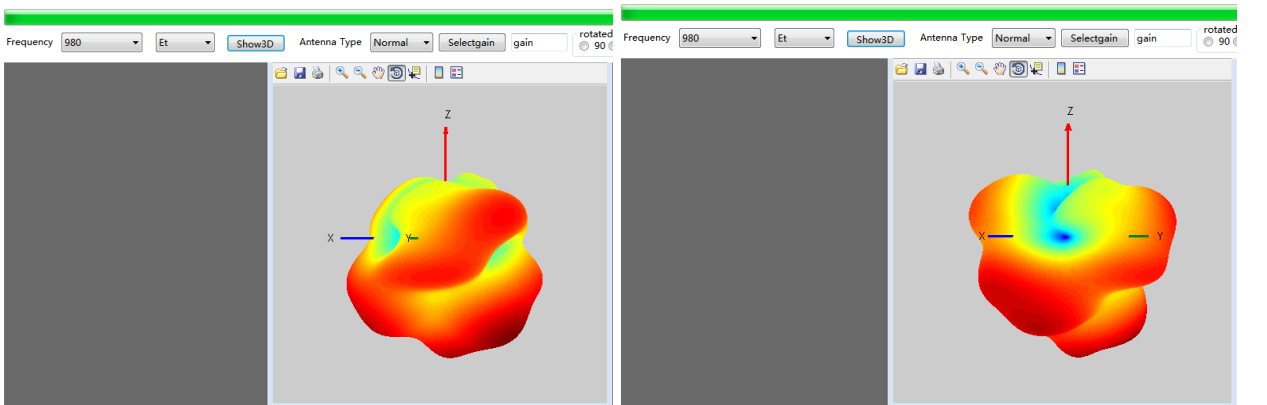 Frequency 980 Et Show3D Antenna Type Normal Selectgain gain rotated
90
Z
X Y
Frequency 980 Et Show3D Antenna Type Normal Selectgain gain rotated
90
Z
X Y